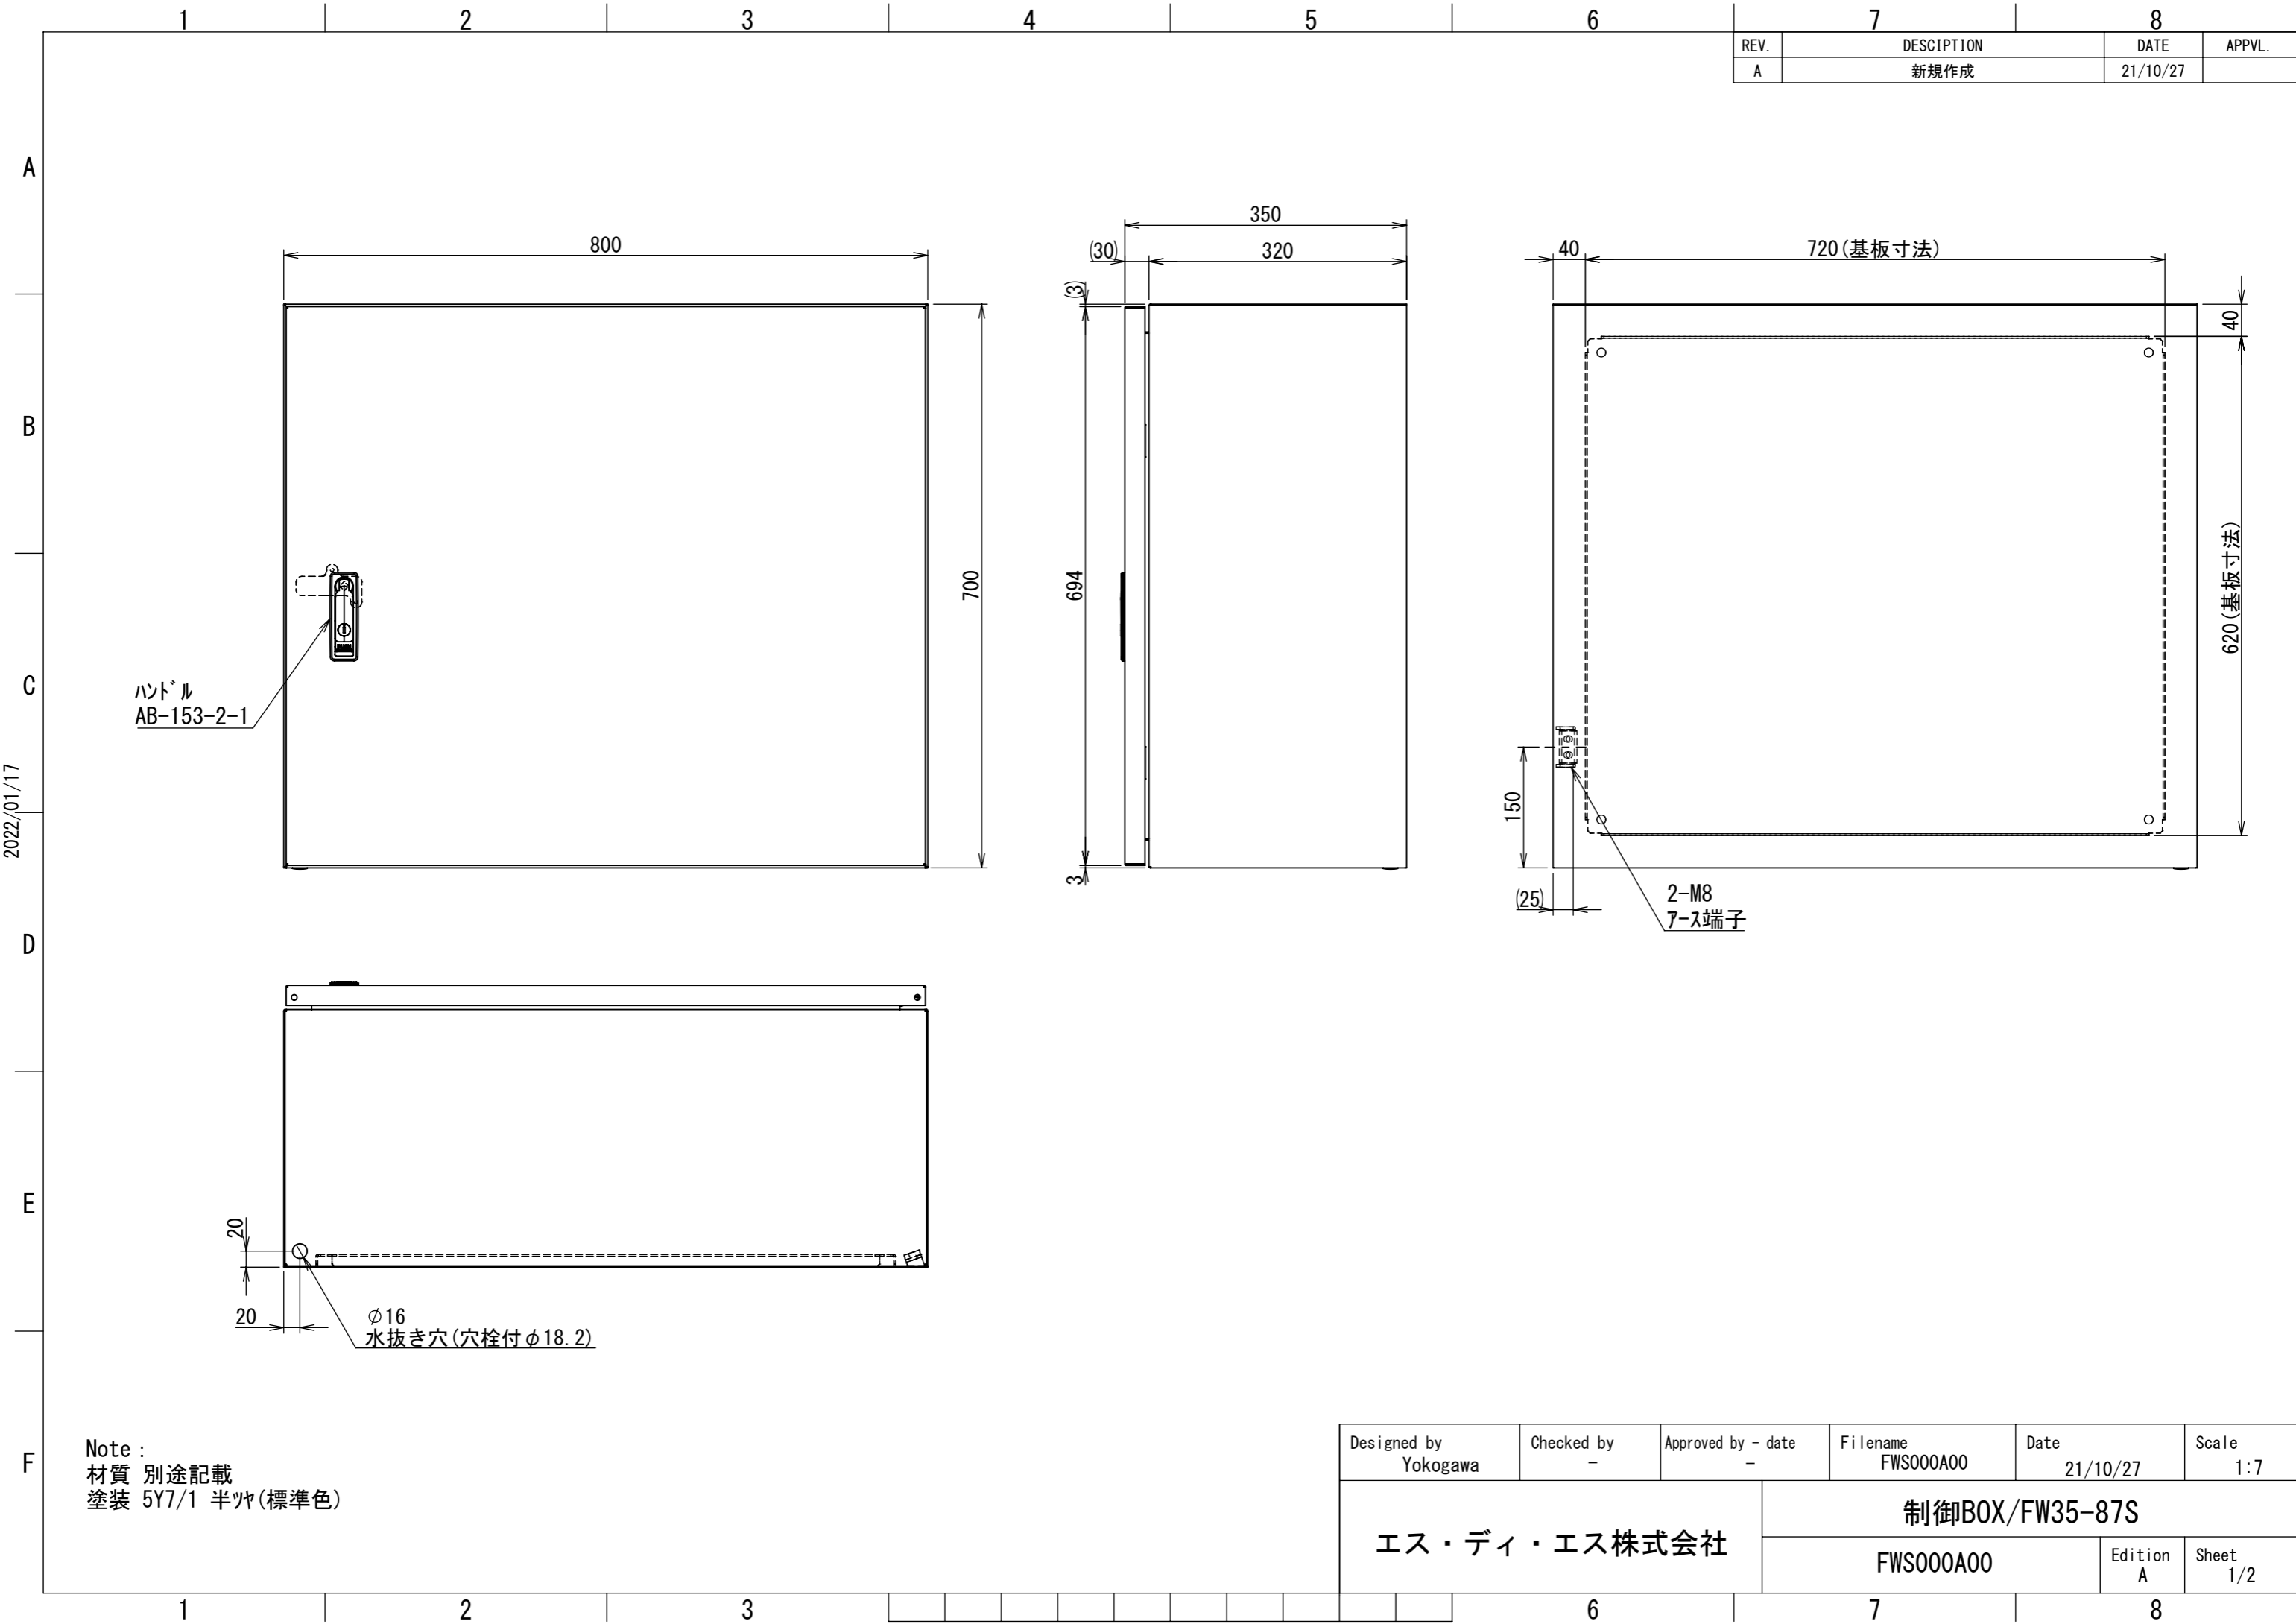 1 2 3 4 5 6 7 8
REV. DESCIPTION DATE APPVL.
A 新規作成 21/10/27
A
B
C
D
E
F
2022/01/17
800
700
ﾊﾝﾄﾞﾙ
AB-153-2-1
350
(30) 320
(3)
694
3
40 720(基板寸法)
40
620(基板寸法)
150
(25)
2-M8
ｱｰｽ端子
20
20
∅16
水抜き穴(穴栓付φ18.2)
Note :
材質 別途記載
塗装 5Y7/1 半ﾂﾔ(標準色)
Designed by Checked by Approved by - date Filename Date Scale
Yokogawa - - FWS000A00 21/10/27 1:7
エス・ディ・エス株式会社
制御BOX/FW35-87S
FWS000A00
Edition Sheet
A 1/2
1 2 3 6 7 8